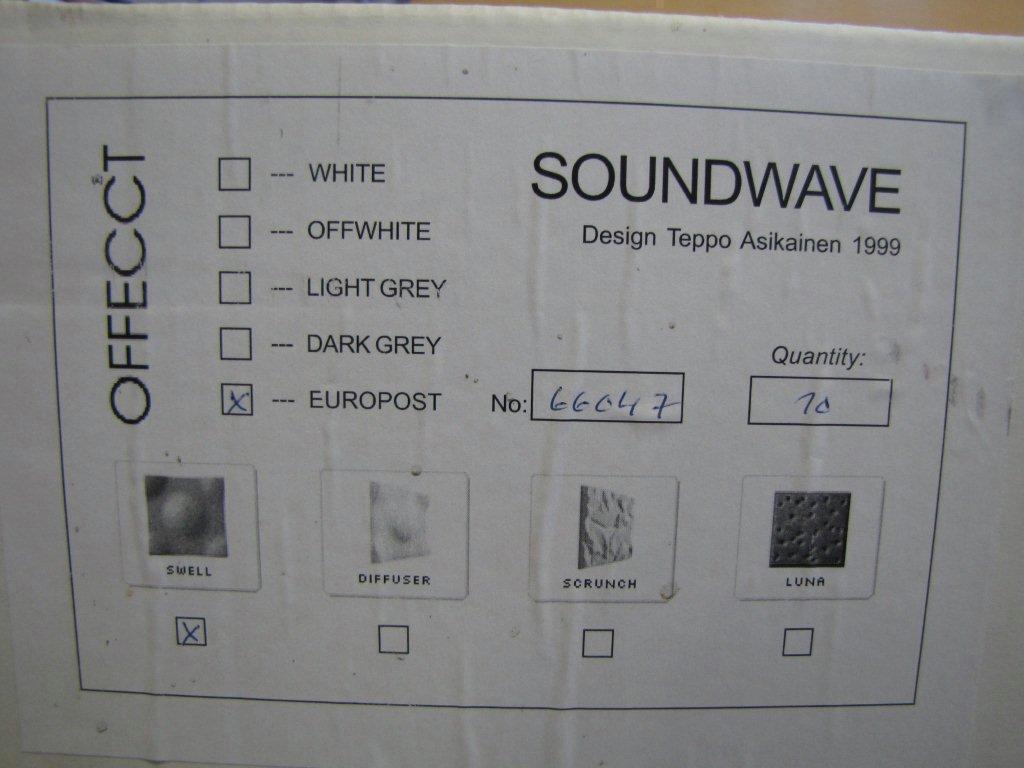 OFFECCT
--- WHITE
--- OFFWHITE
--- LIGHT GREY
--- DARK GREY
X --- EUROPOST
SOUNDWAVE
Design Teppo Asikainen 1999
No: 66047
Quantity:
10
SWELL
DIFFUSER
SCRUNCH
LUNA
X